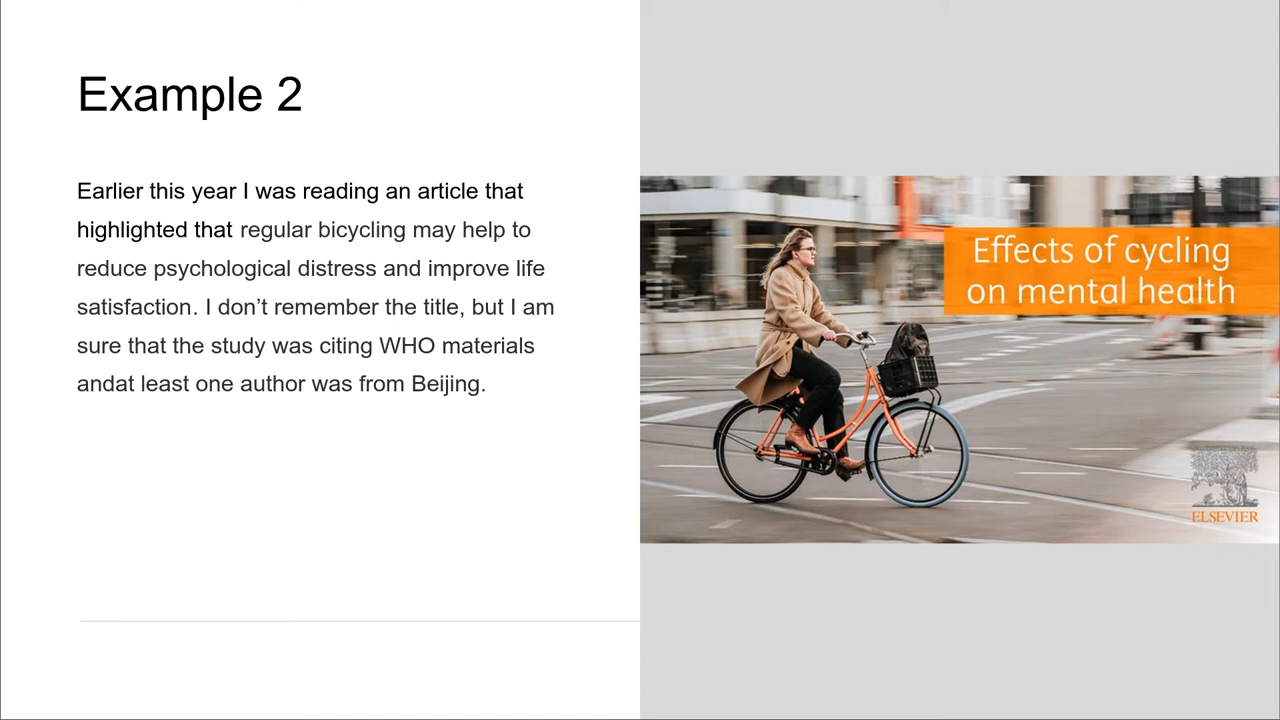 Example 2
Earlier this year I was reading an article that
highlighted that regular bicycling may help to
reduce psychological distress and improve life
satisfaction. I don’t remember the title, but I am
sure that the study was citing WHO materials
andat least one author was from Beijing.
Effects of cycling
on mental health
ELSEVIER